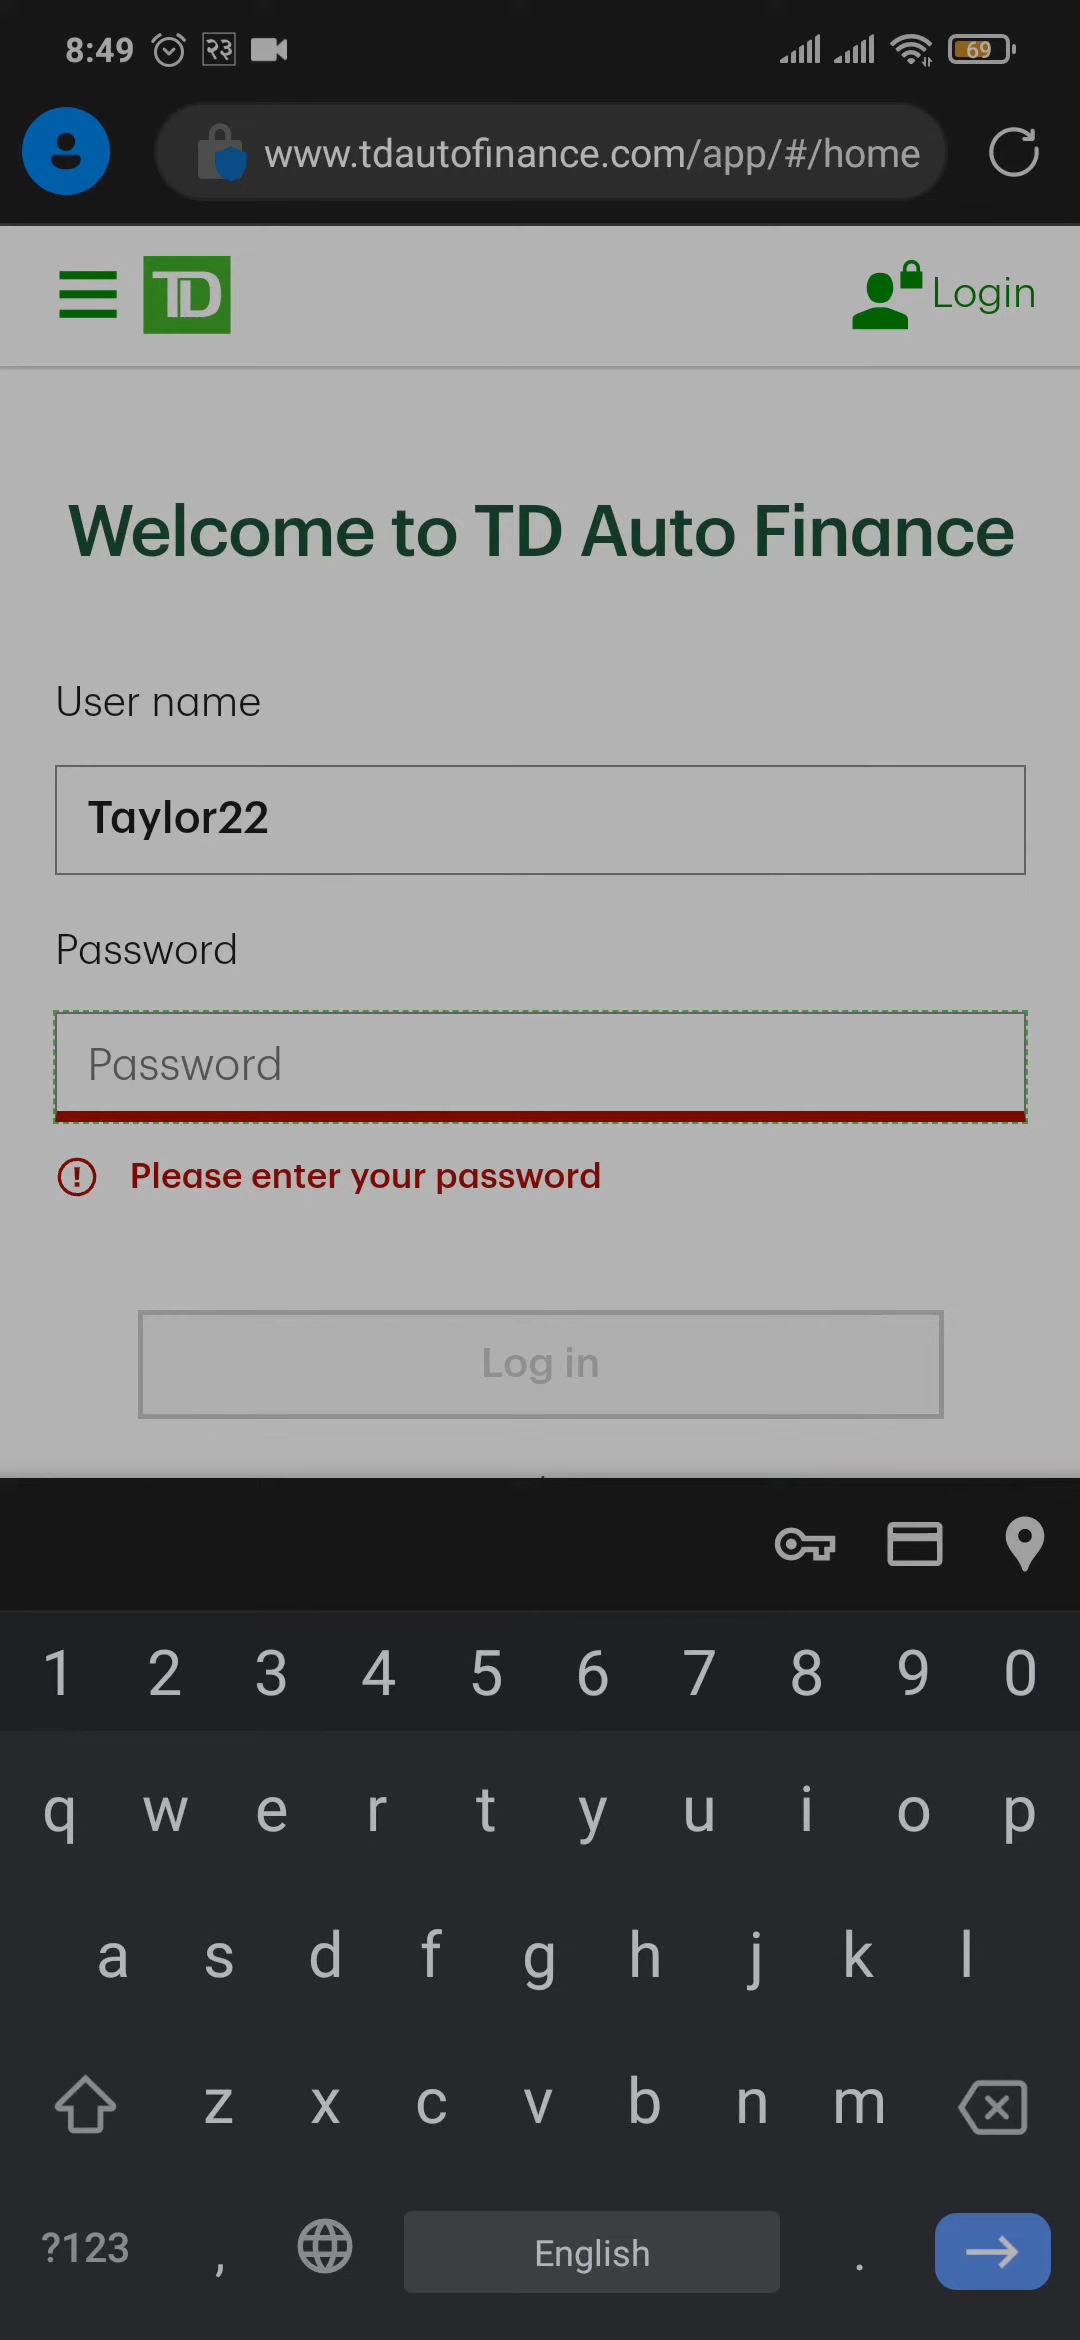 8:49 २३ 69
www.tdautofinance.com/app/#/home
TD Login
Welcome to TD Auto Finance
User name
Taylor22
Password
Password
Please enter your password
Log in
1 2 3 4 5 6 7 8 9 0
q w e r t y u i o p
a s d f g h j k l
z x c v b n m
?123 , English .